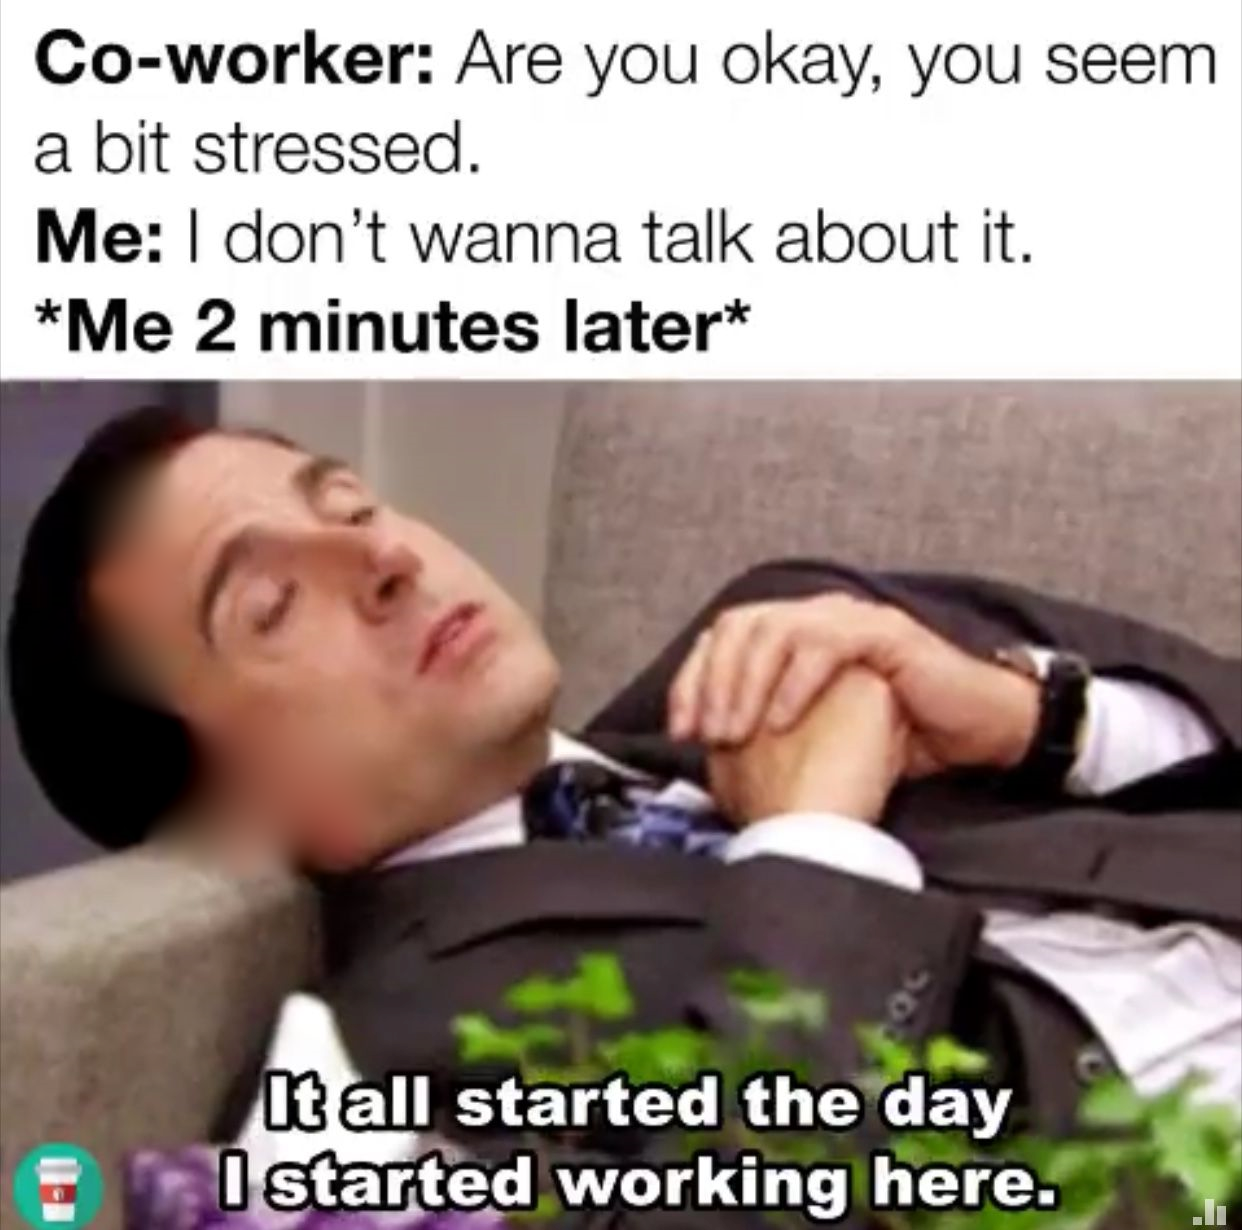 Co-worker: Are you okay, you seem
a bit stressed.
Me: I don't wanna talk about it.
*Me 2 minutes later*
It all started the day
I started working here.